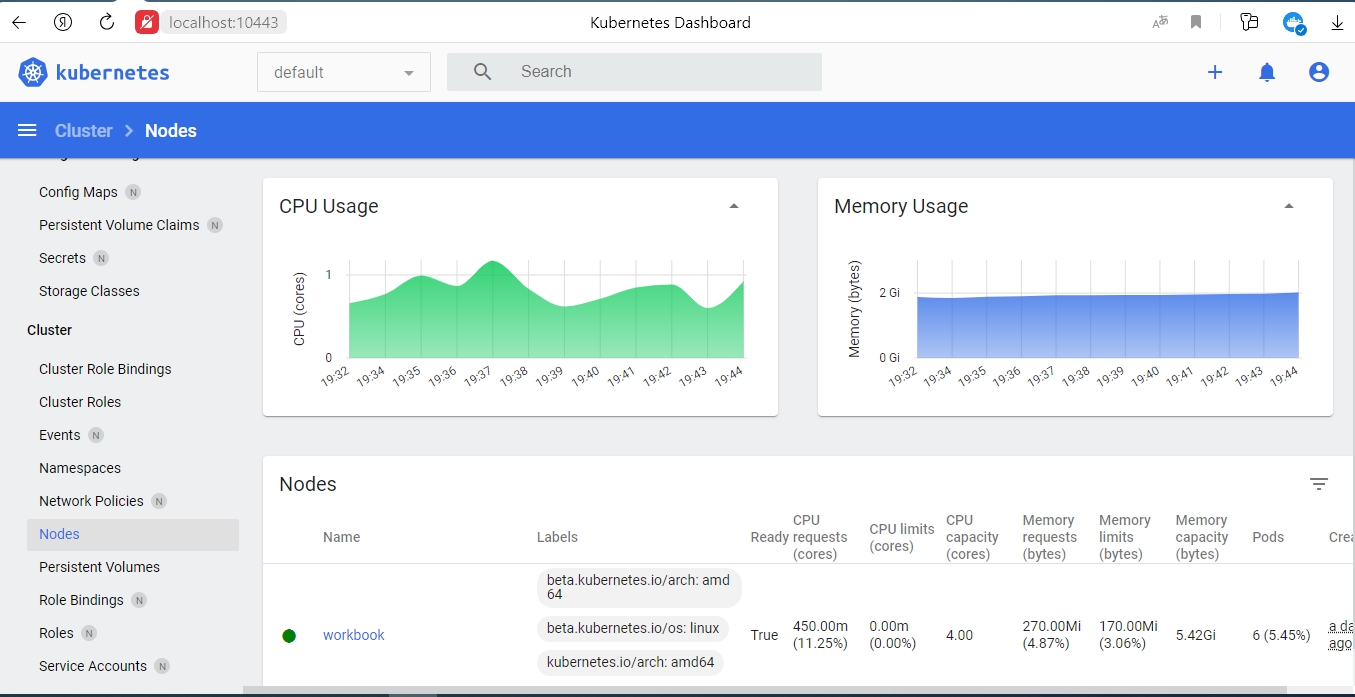 localhost:10443
Kubernetes Dashboard
kubernetes
default
Search
Cluster
Nodes
Config Maps N
Persistent Volume Claims N
Secrets N
Storage Classes
Cluster
Cluster Role Bindings
Cluster Roles
Events N
Namespaces
Network Policies N
Nodes
Persistent Volumes
Role Bindings N
Roles N
Service Accounts N
CPU Usage
CPU (cores)
1
0
19:32 19:34 19:35 19:36 19:37 19:38 19:39 19:40 19:41 19:42 19:43 19:44
Memory Usage
Memory (bytes)
2 Gi
0 Gi
19:32 19:34 19:35 19:36 19:37 19:38 19:39 19:40 19:41 19:42 19:43 19:44
Nodes
Name
Labels
Ready
CPU
requests
(cores)
CPU limits
(cores)
CPU
capacity
(cores)
Memory
requests
(bytes)
Memory
limits
(bytes)
Memory
capacity
(bytes)
Pods
Crea
workbook
beta.kubernetes.io/arch: amd
64
beta.kubernetes.io/os: linux
kubernetes.io/arch: amd64
True
450.00m
(11.25%)
0.00m
(0.00%)
4.00
270.00Mi
(4.87%)
170.00Mi
(3.06%)
5.42Gi
6 (5.45%)
a da
ago